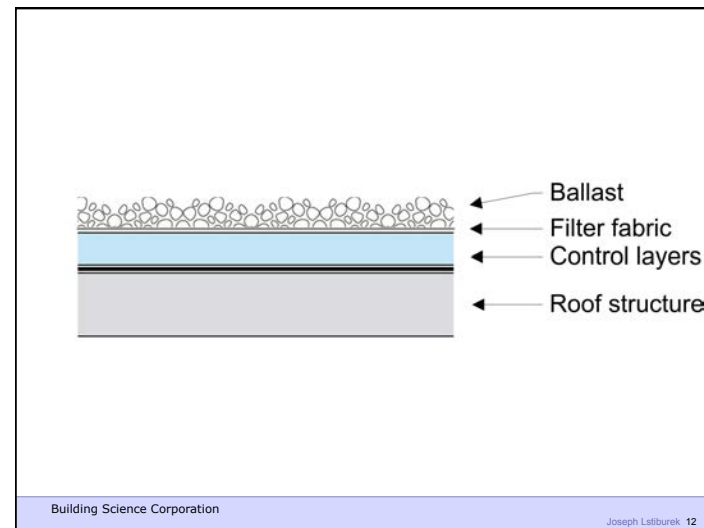 Ballast
Filter fabric
Control layers
Roof structure
Building Science Corporation
Joseph Lstiburek 12